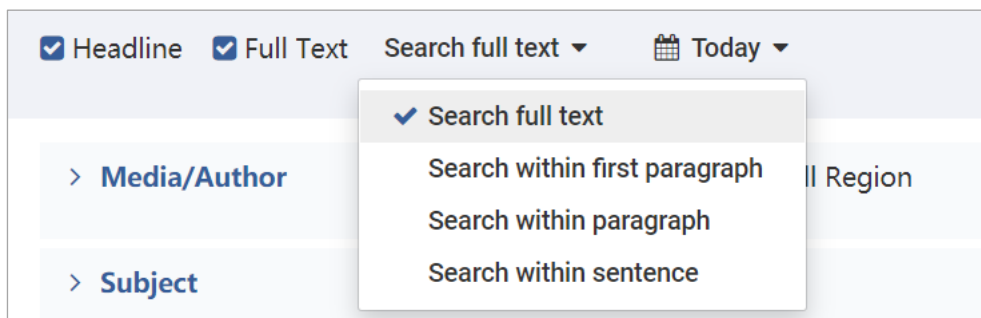 Headline Full Text Search full text Today
Search full text
Search within first paragraph
Media/Author Region
Search within paragraph
Search within sentence
Subject